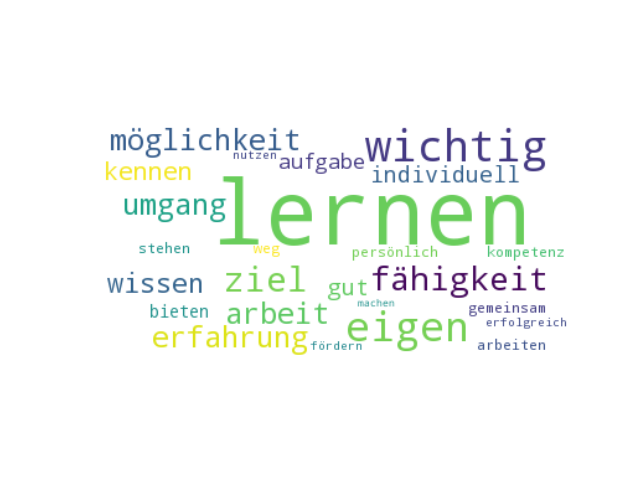 möglichkeit wichtig
nutzen aufgabe
kennen individuell
umgang lernen
stehen weg persönlich kompetenz
wissen ziel gut fähigkeit
bieten arbeit machen gemeinsam
erfahrung eigen erfolgreich
fördern arbeiten